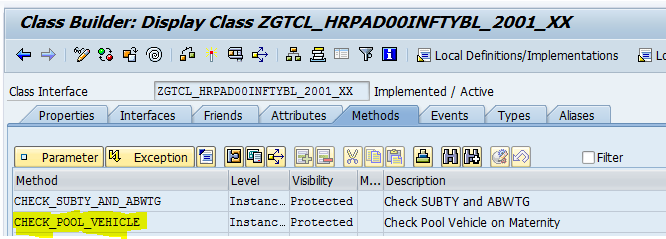 Class Builder: Display Class ZGTCL_HRPAD00INFTYBL_2001_XX
Local Definitions/Implementations Lo
Class Interface ZGTCL_HRPAD00INFTYBL_2001_XX Implemented / Active
Properties Interfaces Friends Attributes Methods Events Types Aliases
Parameter Exception Filter
Method Level Visibility M... Description
CHECK_SUBTY_AND_ABWTG Instanc... Protected Check SUBTY and ABWTG
CHECK_POOL_VEHICLE Instanc... Protected Check Pool Vehicle on Maternity